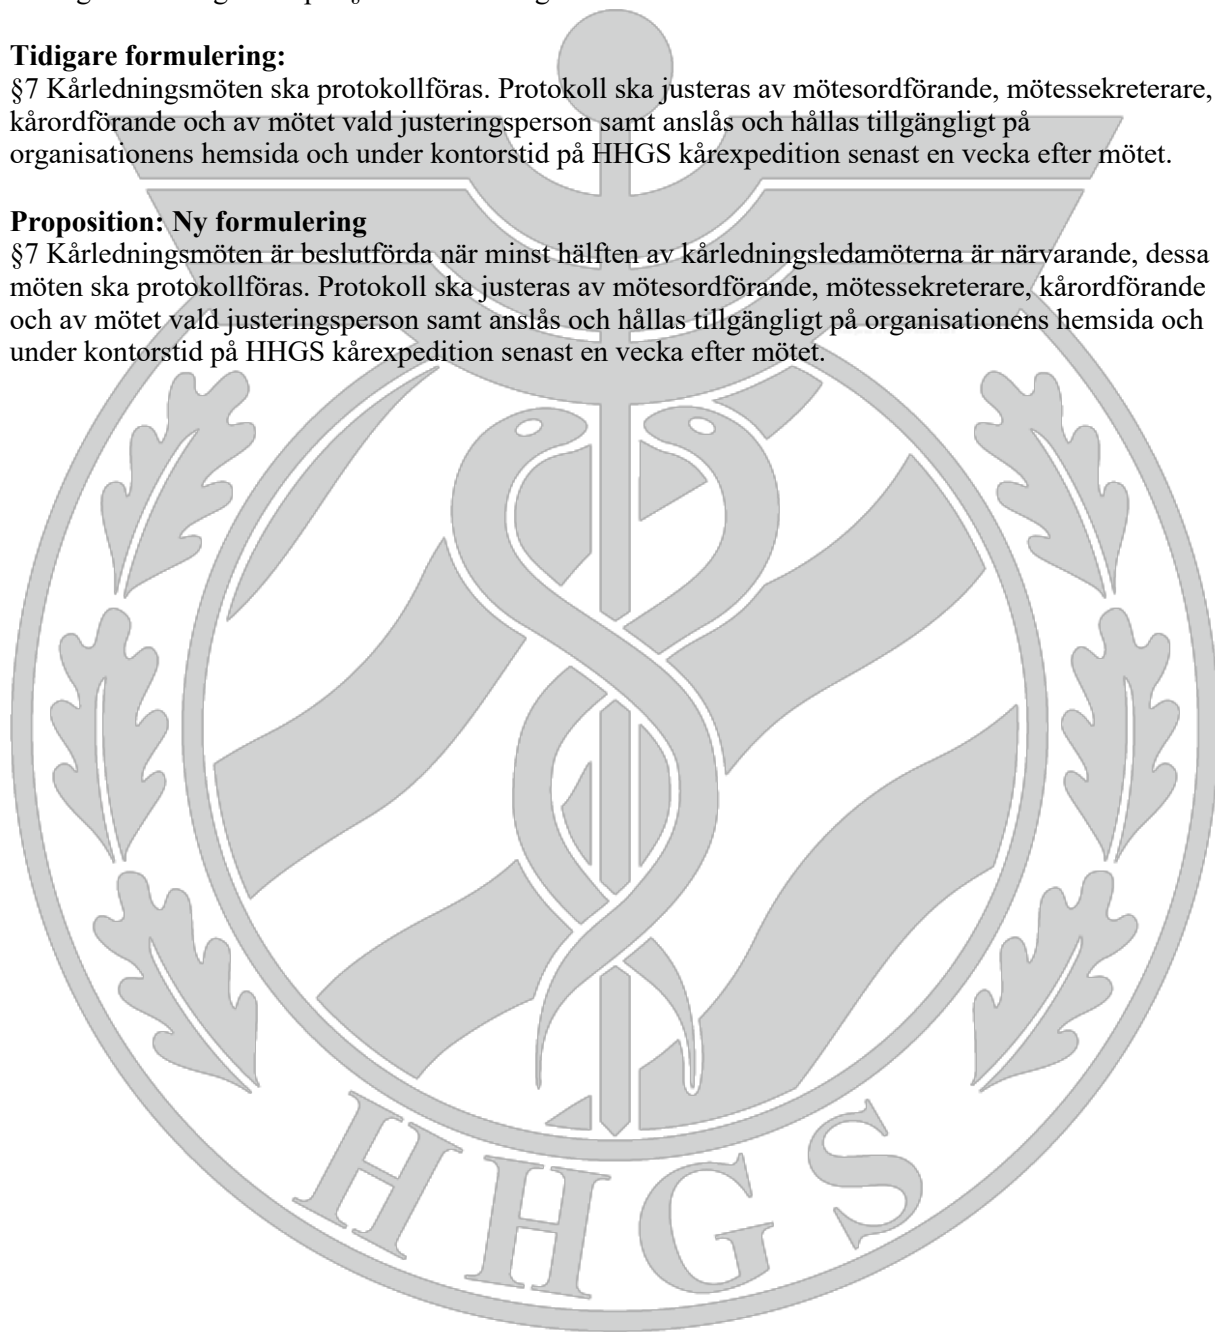 Tidigare formulering:
§7 Kårledningsmöten ska protokollföras. Protokoll ska justeras av mötesordförande, mötessekreterare,
kårordförande och av mötet vald justeringsperson samt anslås och hållas tillgängligt på
organisationens hemsida och under kontorstid på HHGS kårexpedition senast en vecka efter mötet.
Proposition: Ny formulering
§7 Kårledningsmöten är beslutförda när minst hälften av kårledningsledamöterna är närvarande, dessa
möten ska protokollföras. Protokoll ska justeras av mötesordförande, mötessekreterare, kårordförande
och av mötet vald justeringsperson samt anslås och hållas tillgängligt på organisationens hemsida och
under kontorstid på HHGS kårexpedition senast en vecka efter mötet.
HHGS